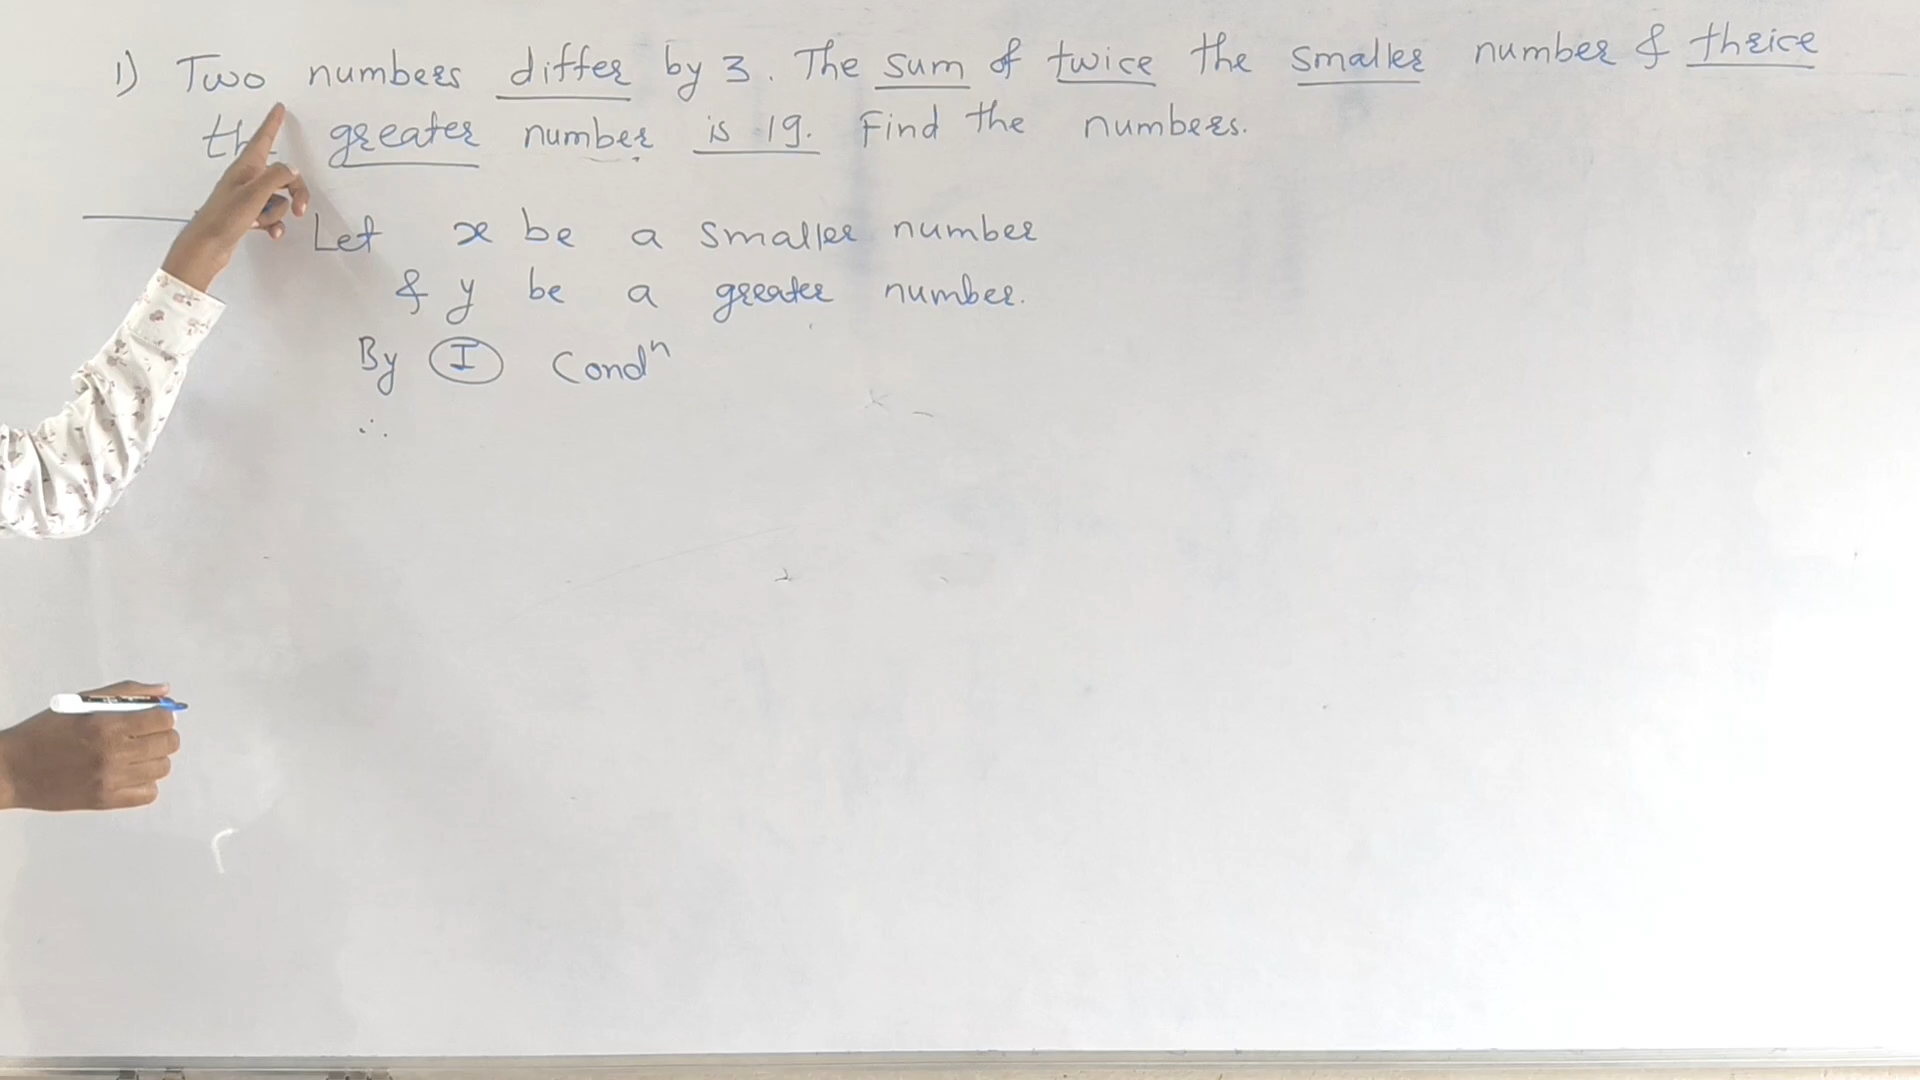 1) Two numbers differ by 3. The sum of twice the smaller number & thrice
the greater number is 19. Find the numbers.
Let x be a smaller number
& y be a greater number.
By I Condⁿ
∴